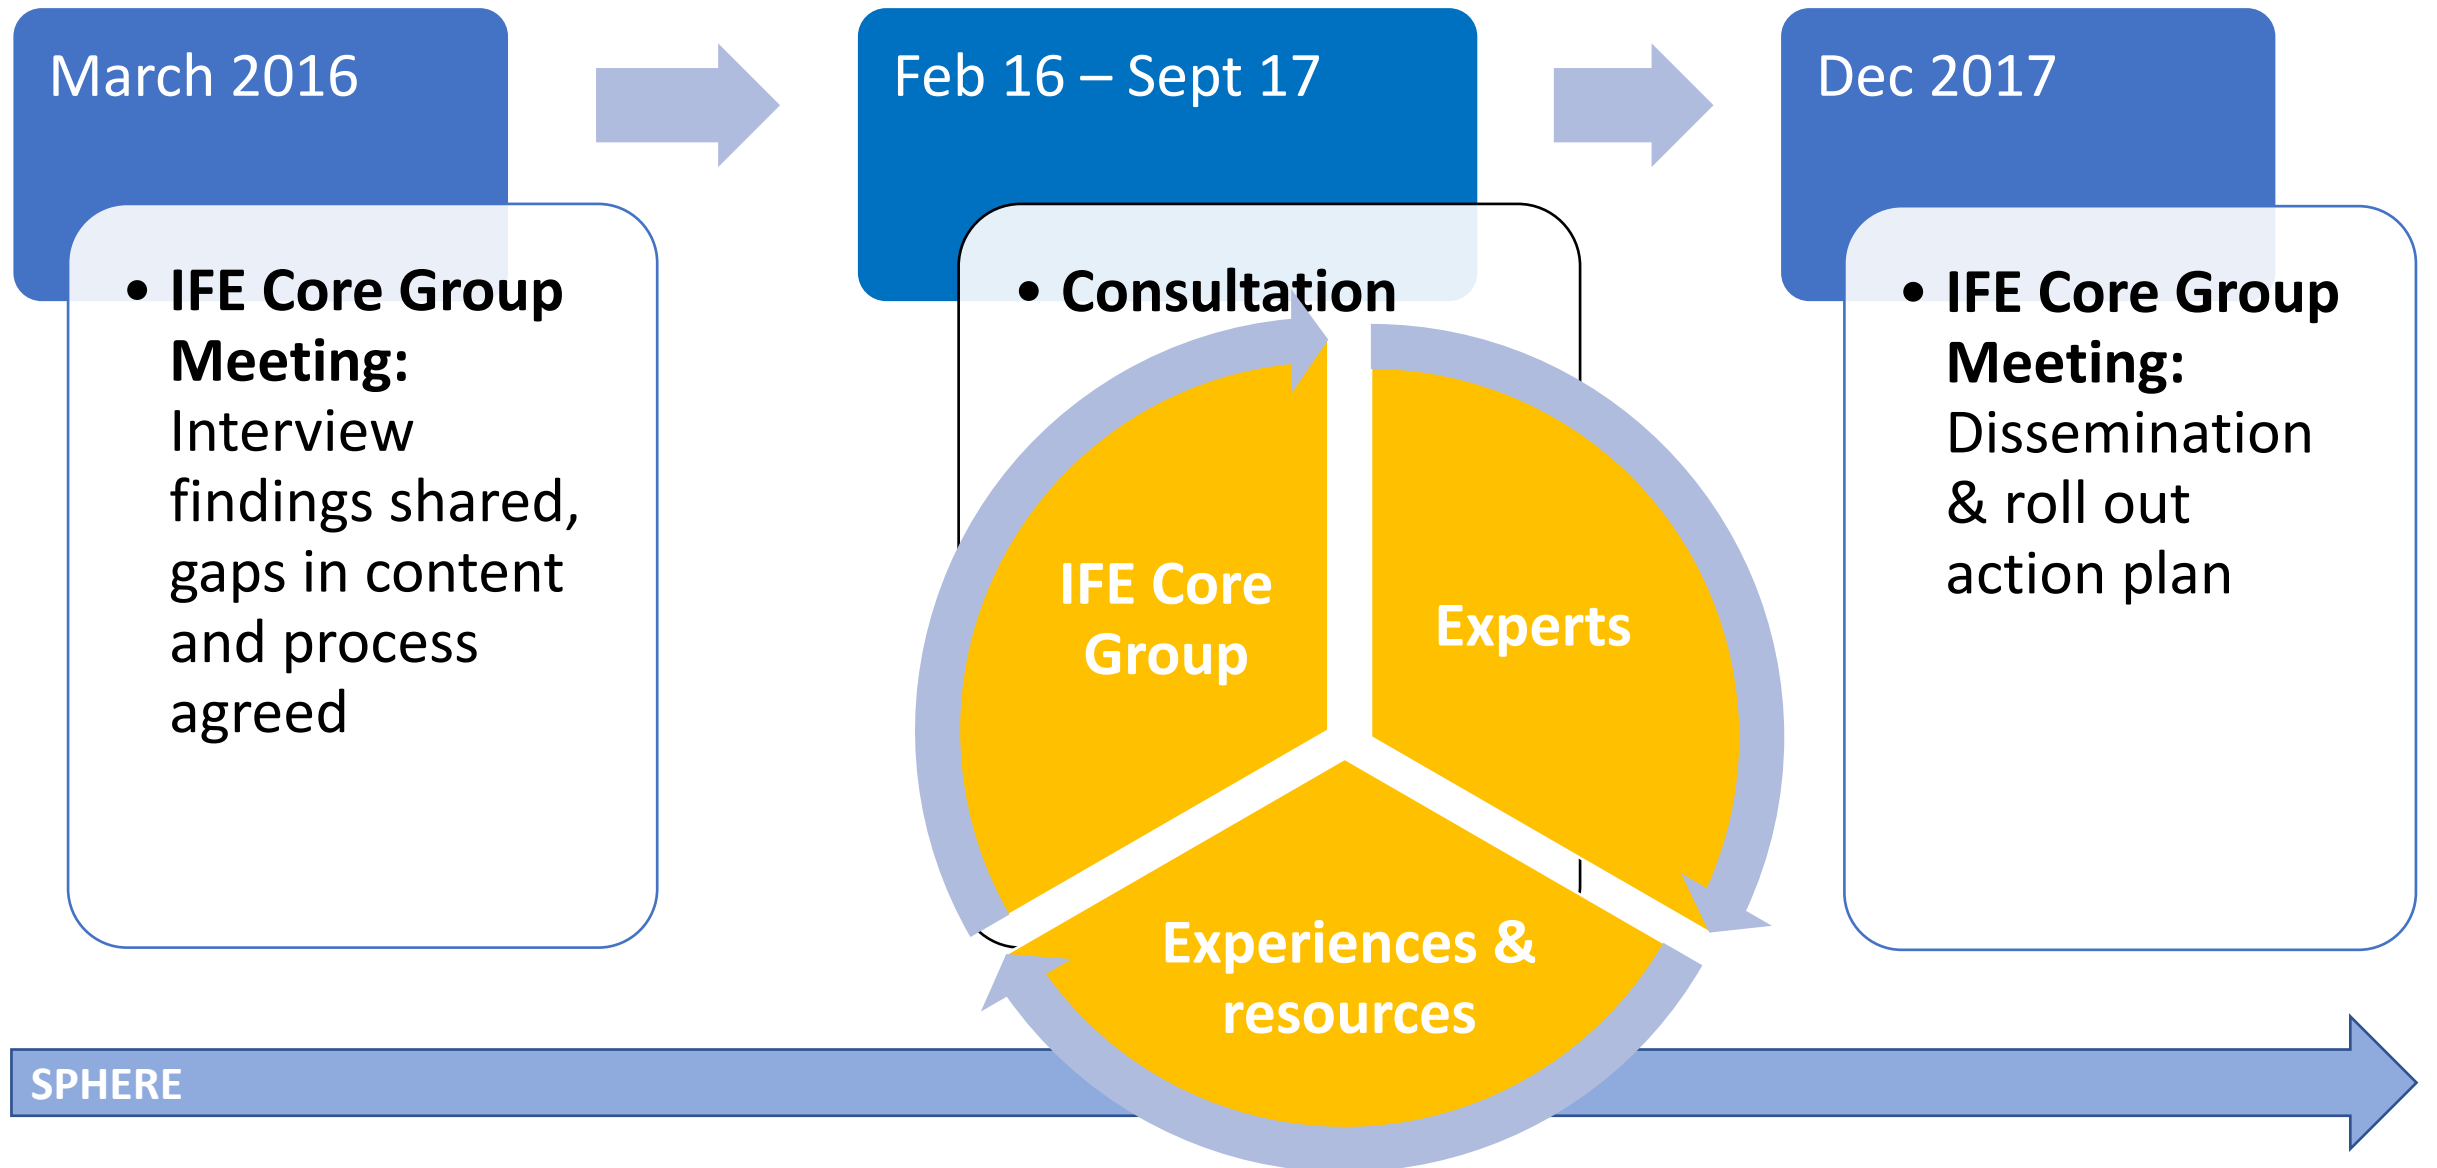 March 2016
• IFE Core Group
Meeting:
Interview
findings shared,
gaps in content
and process
agreed
Feb 16 – Sept 17
• Consultation
IFE Core
Group
Experts
Experiences &
resources
Dec 2017
• IFE Core Group
Meeting:
Dissemination
& roll out
action plan
SPHERE